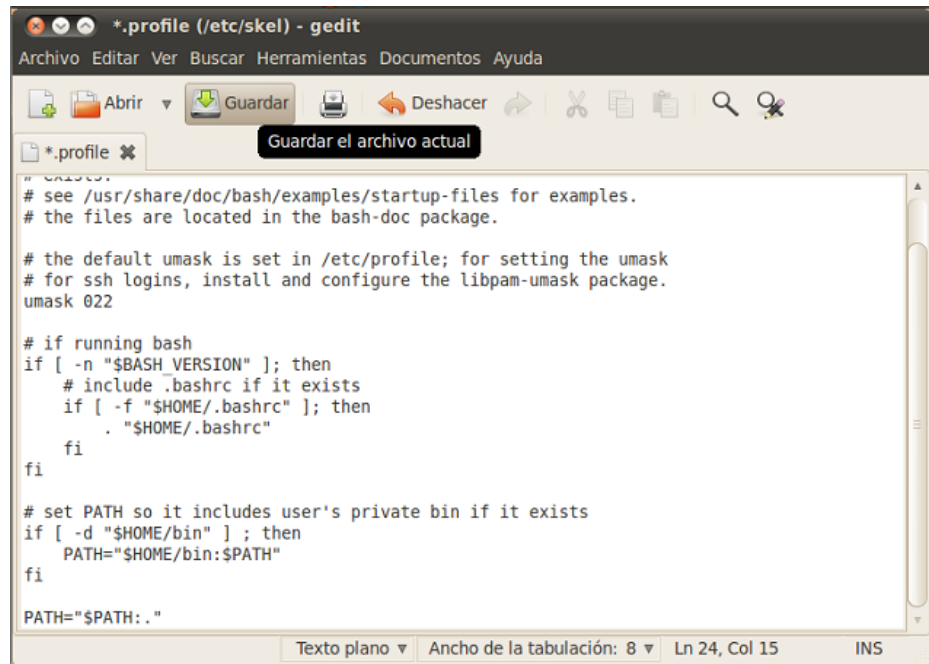 *.profile (/etc/skel) - gedit
Archivo Editar Ver Buscar Herramientas Documentos Ayuda
Abrir Guardar Deshacer
Guardar el archivo actual
*.profile
# exists.
# see /usr/share/doc/bash/examples/startup-files for examples.
# the files are located in the bash-doc package.
# the default umask is set in /etc/profile; for setting the umask
# for ssh logins, install and configure the libpam-umask package.
umask 022
# if running bash
if [ -n "$BASH_VERSION" ]; then
    # include .bashrc if it exists
    if [ -f "$HOME/.bashrc" ]; then
        . "$HOME/.bashrc"
    fi
fi
# set PATH so it includes user's private bin if it exists
if [ -d "$HOME/bin" ] ; then
    PATH="$HOME/bin:$PATH"
fi
PATH="$PATH:."
Texto plano Ancho de la tabulación: 8 Ln 24, Col 15 INS